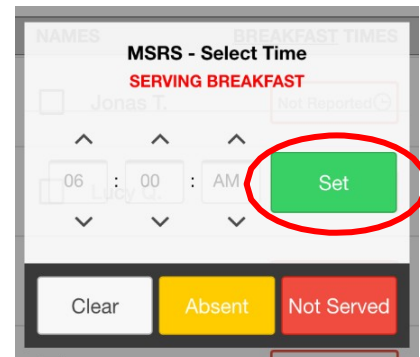 NAMES BREAKFAST TIMES
MSRS - Select Time
SERVING BREAKFAST
Jonas T. Not Reported
06 : 00 : AM Set
Lucy Q.
Clear Absent Not Served